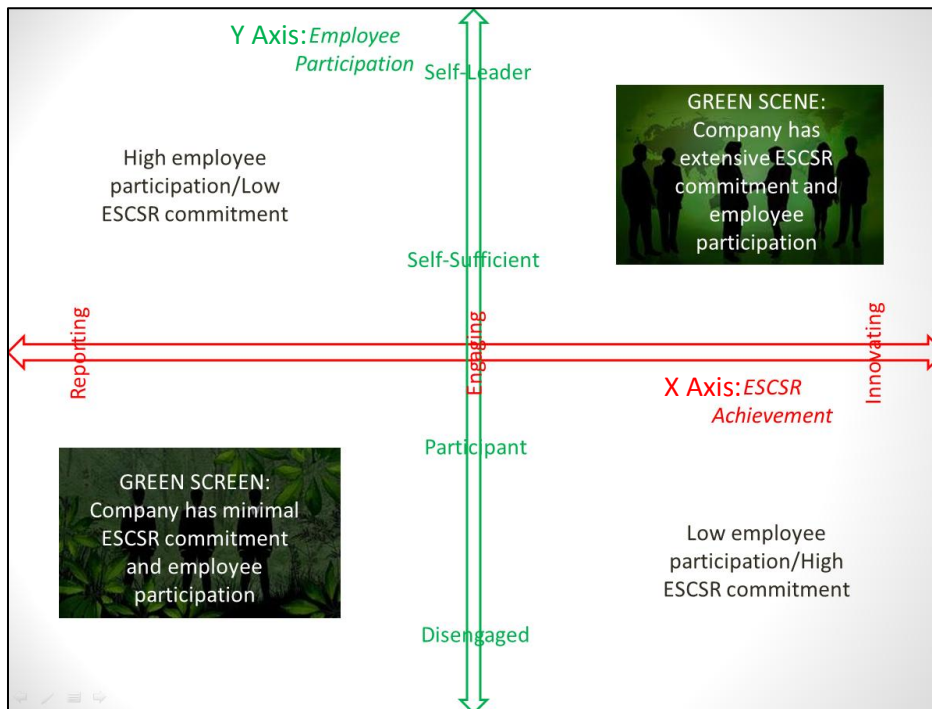 Y Axis: Employee
Participation
Self-Leader
GREEN SCENE:
Company has
extensive ESCSR
commitment and
employee
participation
High employee
participation/Low
ESCSR commitment
Self-Sufficient
Reporting
Engaging
Innovating
X Axis: ESCSR
Achievement
Participant
GREEN SCREEN:
Company has minimal
ESCSR commitment
and employee
participation
Low employee
participation/High
ESCSR commitment
Disengaged